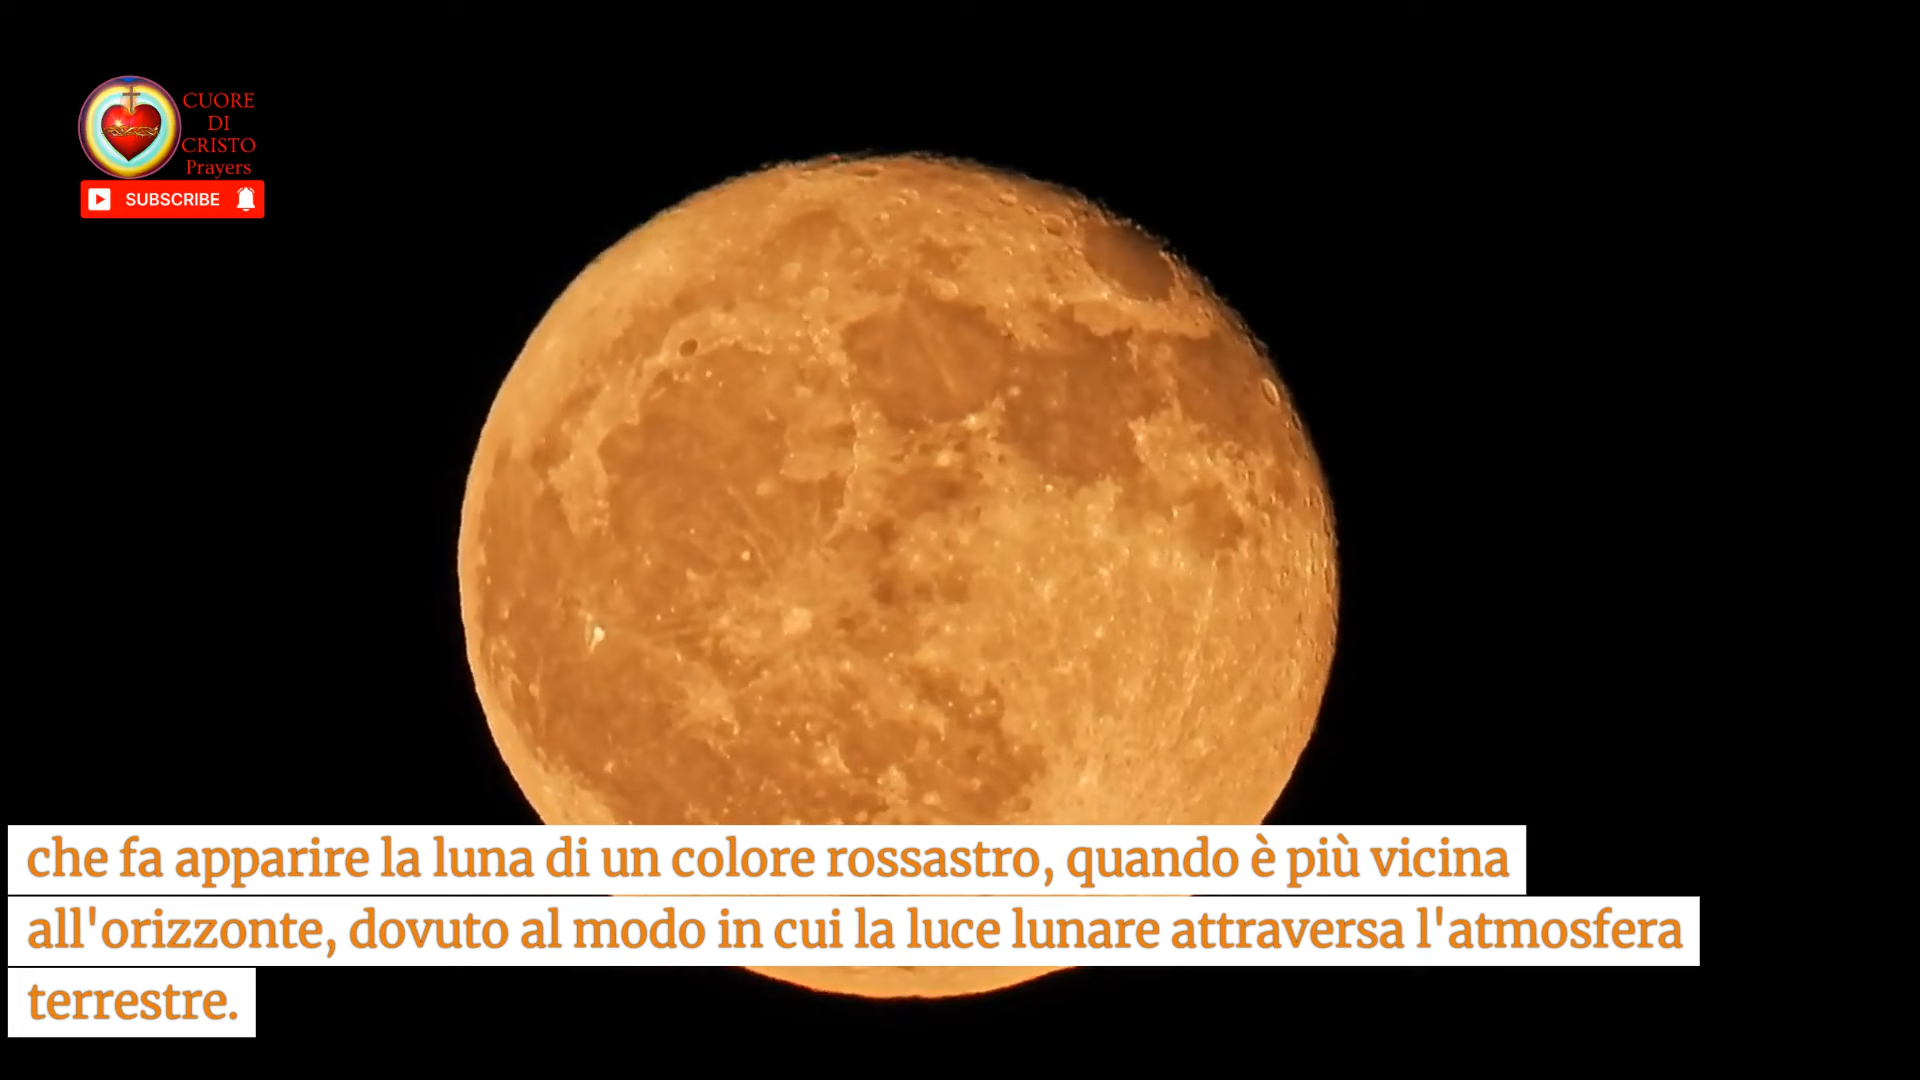 CUORE
DI
CRISTO
Prayers
SUBSCRIBE
che fa apparire la luna di un colore rossastro, quando è più vicina
all'orizzonte, dovuto al modo in cui la luce lunare attraversa l'atmosfera
terrestre.